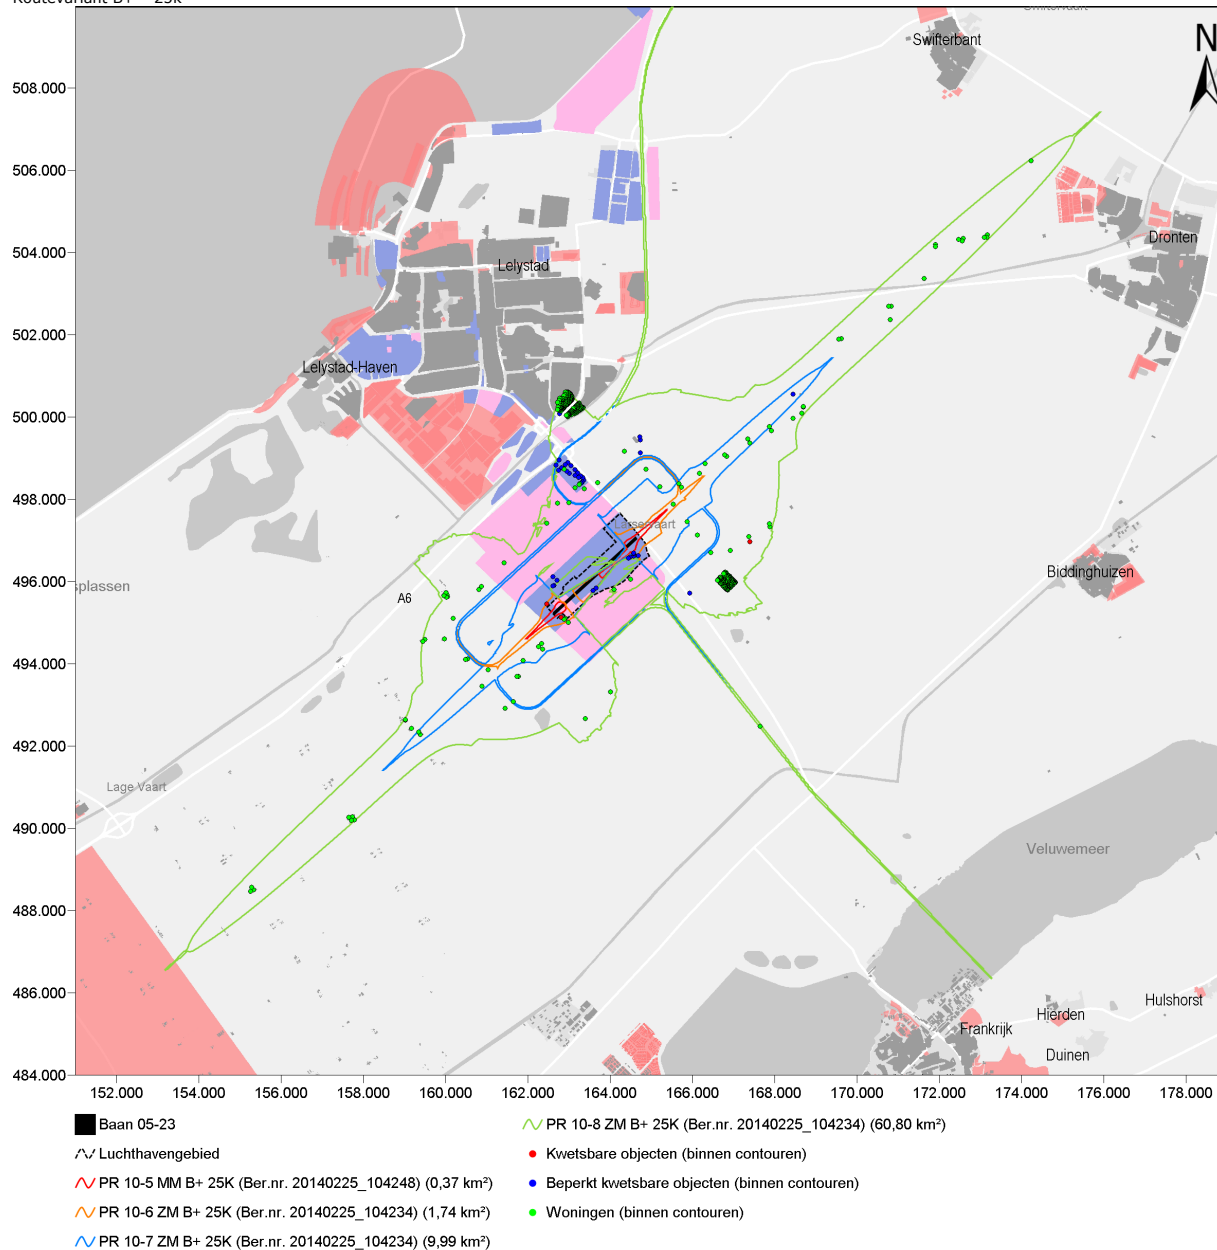 Routevariant B+ - 25k
N
Swifterbant
508.000
506.000
Dronten
504.000
Lelystad
502.000
Lelystad-Haven
500.000
498.000
Larservaart
Biddinghuizen
496.000
splassen
A6
494.000
492.000
Lage Vaart
490.000
Veluwemeer
488.000
486.000
Hulshorst
Hierden
Frankrijk
Duinen
484.000
152.000 154.000 156.000 158.000 160.000 162.000 164.000 166.000 168.000 170.000 172.000 174.000 176.000 178.000
Baan 05-23
Luchthavengebied
PR 10-5 MM B+ 25K (Ber.nr. 20140225_104248) (0,37 km²)
PR 10-6 ZM B+ 25K (Ber.nr. 20140225_104234) (1,74 km²)
PR 10-7 ZM B+ 25K (Ber.nr. 20140225_104234) (9,99 km²)
PR 10-8 ZM B+ 25K (Ber.nr. 20140225_104234) (60,80 km²)
Kwetsbare objecten (binnen contouren)
Beperkt kwetsbare objecten (binnen contouren)
Woningen (binnen contouren)